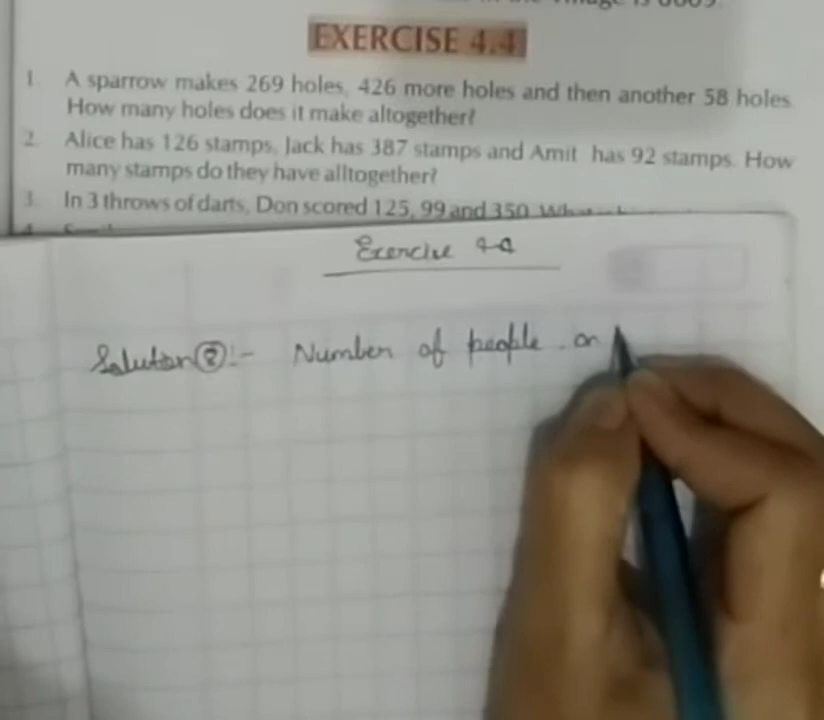 EXERCISE 4.4
1. A sparrow makes 269 holes, 426 more holes and then another 58 holes.
How many holes does it make altogether?
2. Alice has 126 stamps, Jack has 387 stamps and Amit has 92 stamps. How
many stamps do they have alltogether?
3. In 3 throws of darts, Don scored 125, 99 and 350.
Exercise 4.4
Solution :- Number of people on